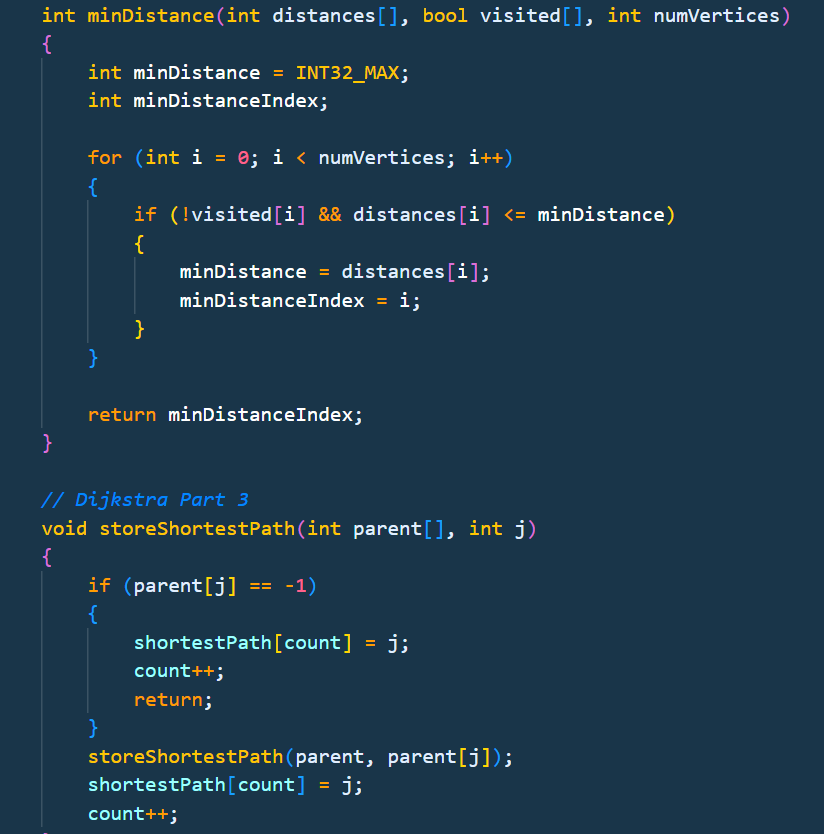 int minDistance(int distances[], bool visited[], int numVertices)
{
    int minDistance = INT32_MAX;
    int minDistanceIndex;

    for (int i = 0; i < numVertices; i++)
    {
        if (!visited[i] && distances[i] <= minDistance)
        {
            minDistance = distances[i];
            minDistanceIndex = i;
        }
    }

    return minDistanceIndex;
}

// Dijkstra Part 3
void storeShortestPath(int parent[], int j)
{
    if (parent[j] == -1)
    {
        shortestPath[count] = j;
        count++;
        return;
    }
    storeShortestPath(parent, parent[j]);
    shortestPath[count] = j;
    count++;